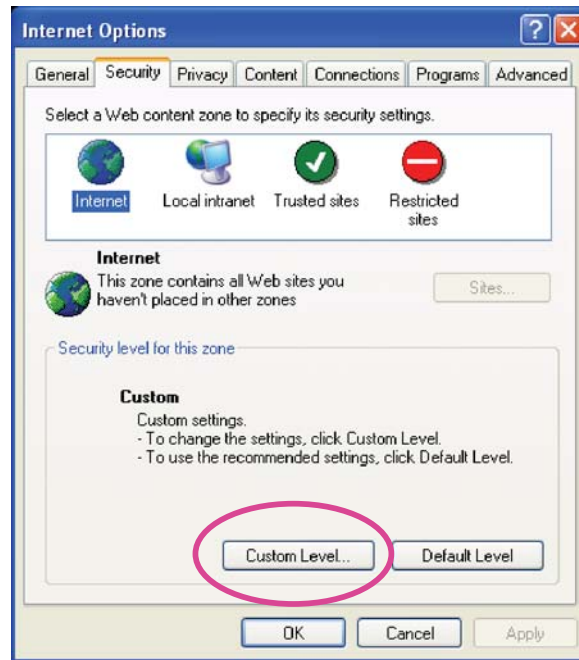 Internet Options
General Security Privacy Content Connections Programs Advanced
Select a Web content zone to specify its security settings.
Internet Local intranet Trusted sites Restricted
sites
Internet
This zone contains all Web sites you
haven't placed in other zones
Sites...
Security level for this zone
Custom
Custom settings.
- To change the settings, click Custom Level.
- To use the recommended settings, click Default Level.
Custom Level... Default Level
OK Cancel Apply